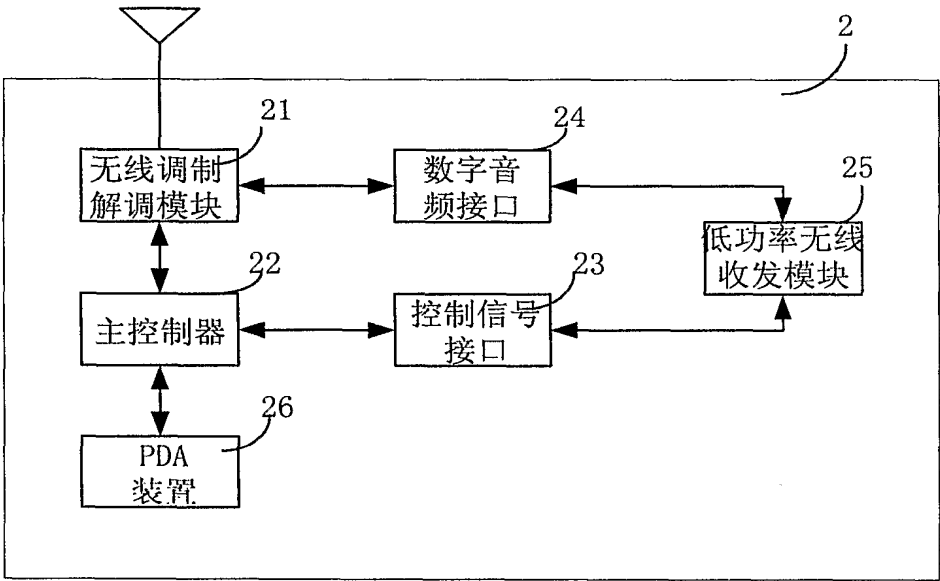 2
21
无线调制
解调模块
24
数字音
频接口
25
低功率无线
收发模块
22
主控制器
23
控制信号
接口
26
PDA
装置